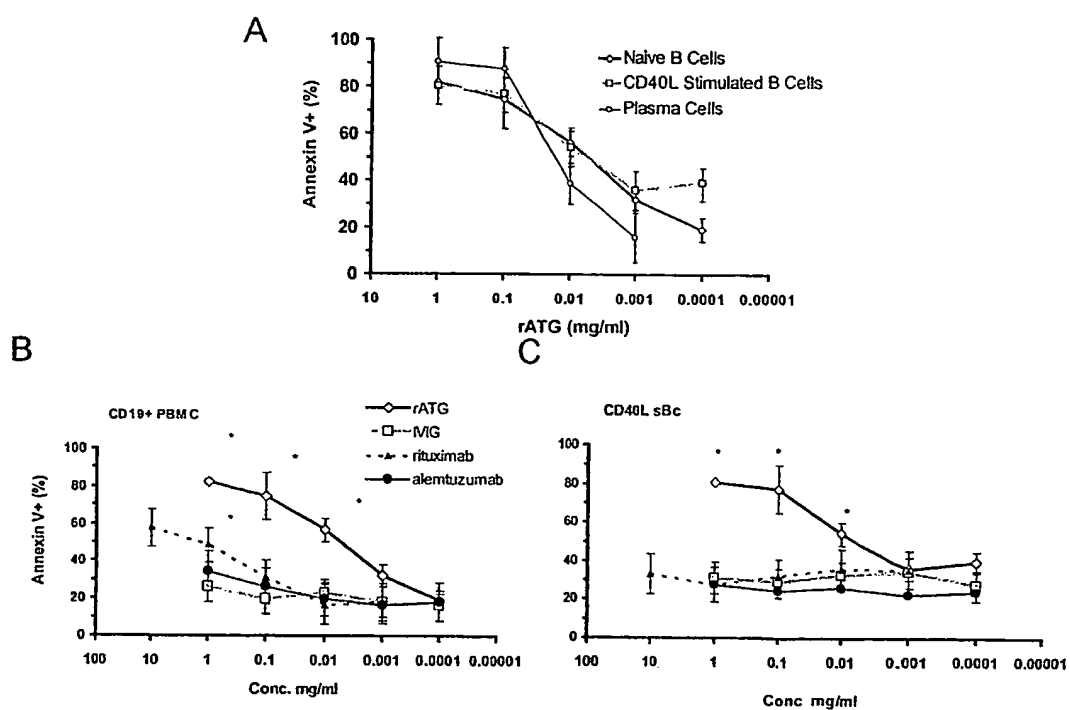 A
100
80
60
40
20
0
Annexin V+ (%)
10 1 0.1 0.01 0.001 0.0001 0.00001
rATG (mg/ml)
Naive B Cells
CD40L Stimulated B Cells
Plasma Cells
B
CD19+ PBMC
100
80
60
40
20
0
Annexin V+ (%)
100 10 1 0.1 0.01 0.001 0.0001 0.00001
Conc. mg/ml
rATG
IVIG
rituximab
alemtuzumab
* * * *
C
CD40L sBc
100
80
60
40
20
0
100 10 1 0.1 0.01 0.001 0.0001 0.00001
Conc mg/ml
* * *